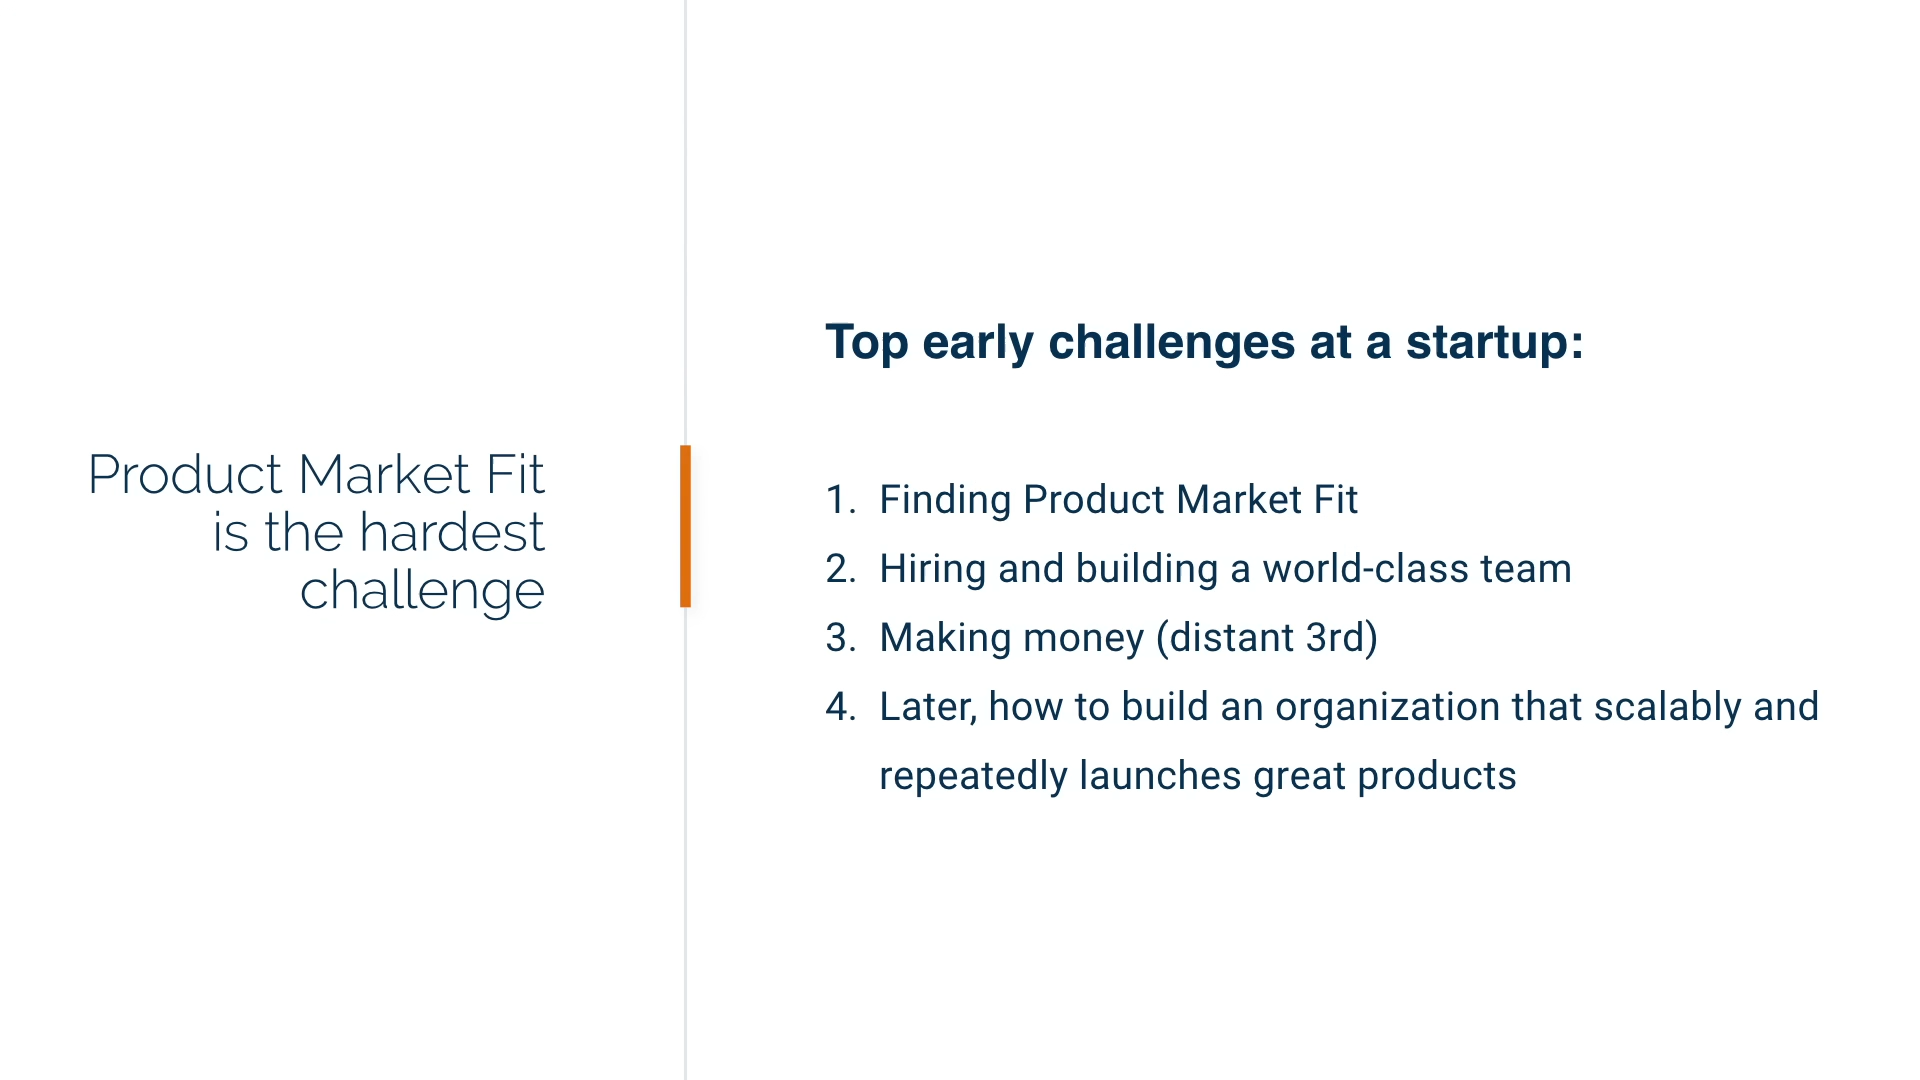 Product Market Fit
is the hardest
challenge
Top early challenges at a startup:
1. Finding Product Market Fit
2. Hiring and building a world-class team
3. Making money (distant 3rd)
4. Later, how to build an organization that scalably and
repeatedly launches great products